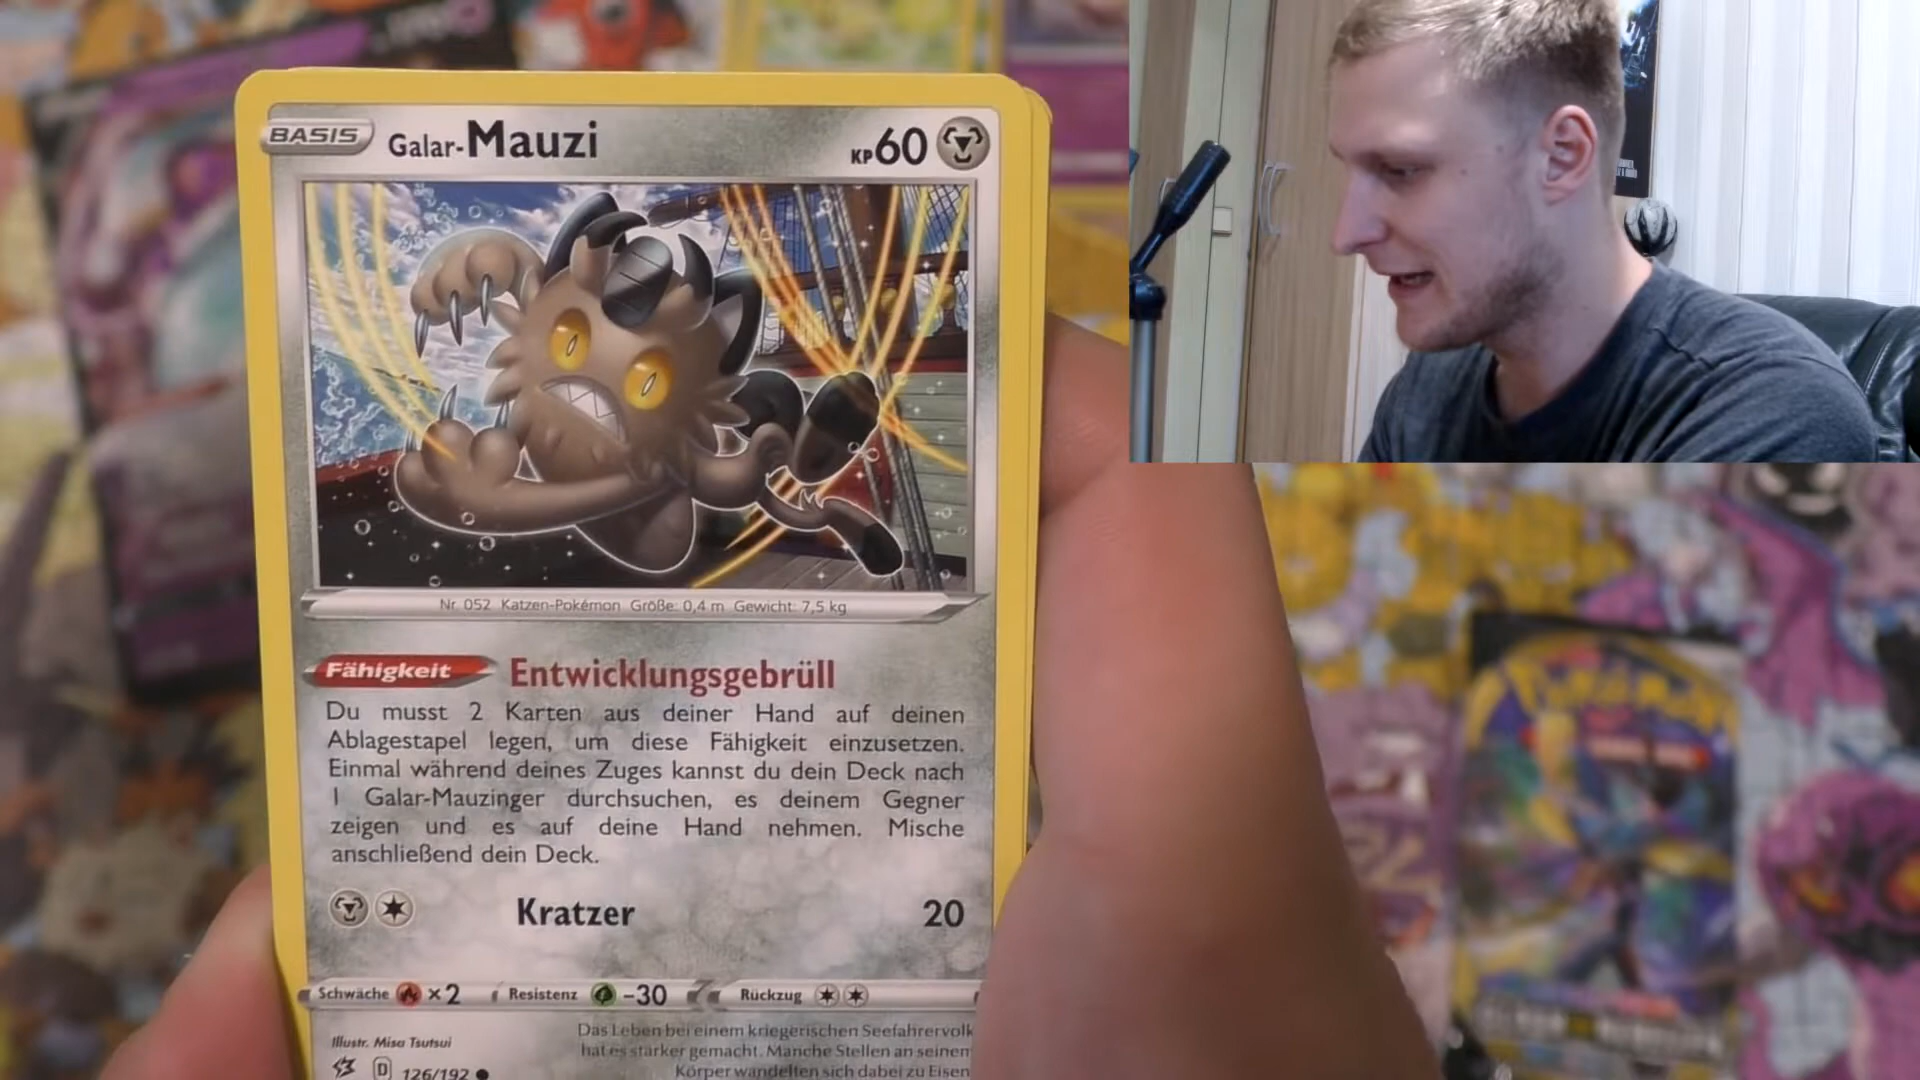 BASIS Galar-Mauzi KP60
Nr. 052 Katzen-Pokémon Größe: 0,4 m Gewicht: 7,5 kg
Fähigkeit Entwicklungsgebrüll
Du musst 2 Karten aus deiner Hand auf deinen
Ablagestapel legen, um diese Fähigkeit einzusetzen.
Einmal während deines Zuges kannst du dein Deck nach
1 Galar-Mauzinger durchsuchen, es deinem Gegner
zeigen und es auf deine Hand nehmen. Mische
anschließend dein Deck.
Kratzer 20
Schwäche ×2 Resistenz -30 Rückzug
Illustr. Misa Tsutsui
Das Leben bei einem kriegerischen Seefahrervolk
hat es stärker gemacht. Manche Stellen an seinem
Körper wandelten sich dabei zu Eisen
D 126/192